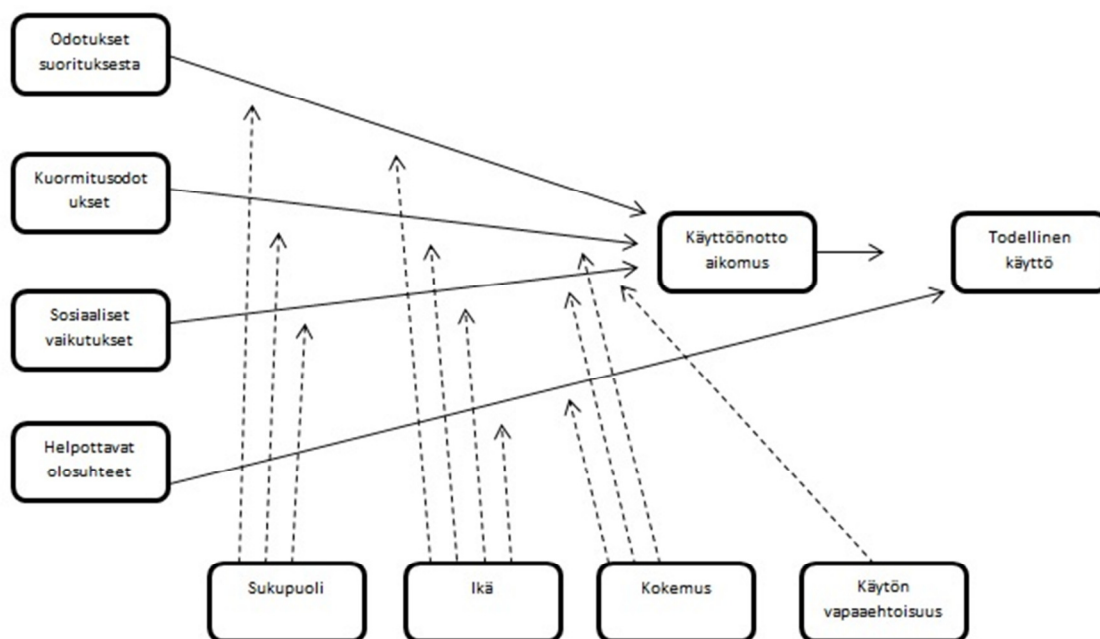 Odotukset
suorituksesta
Kuormitusodot
ukset
Sosiaaliset
vaikutukset
Helpottavat
olosuhteet
Käyttöönotto
aikomus
Todellinen
käyttö
Sukupuoli
Ikä
Kokemus
Käytön
vapaaehtoisuus